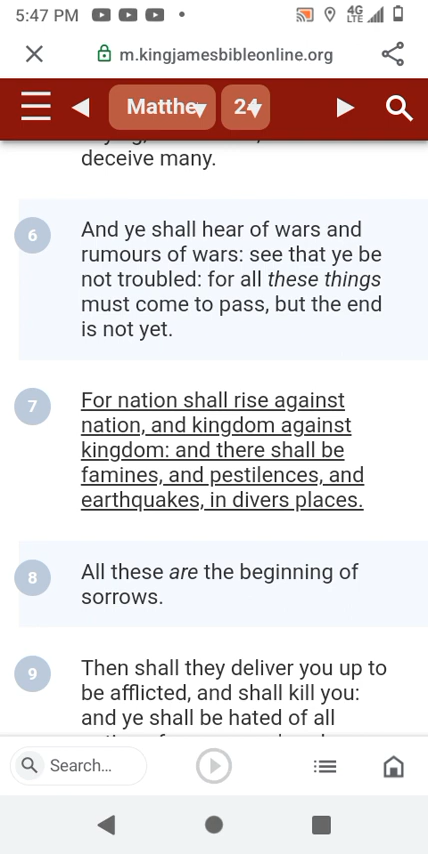 5:47 PM
4G
LTE
m.kingjamesbibleonline.org
Matthe
24
deceive many.
6
And ye shall hear of wars and
rumours of wars: see that ye be
not troubled: for all these things
must come to pass, but the end
is not yet.
7
For nation shall rise against
nation, and kingdom against
kingdom: and there shall be
famines, and pestilences, and
earthquakes, in divers places.
8
All these are the beginning of
sorrows.
9
Then shall they deliver you up to
be afflicted, and shall kill you:
and ye shall be hated of all
Search...